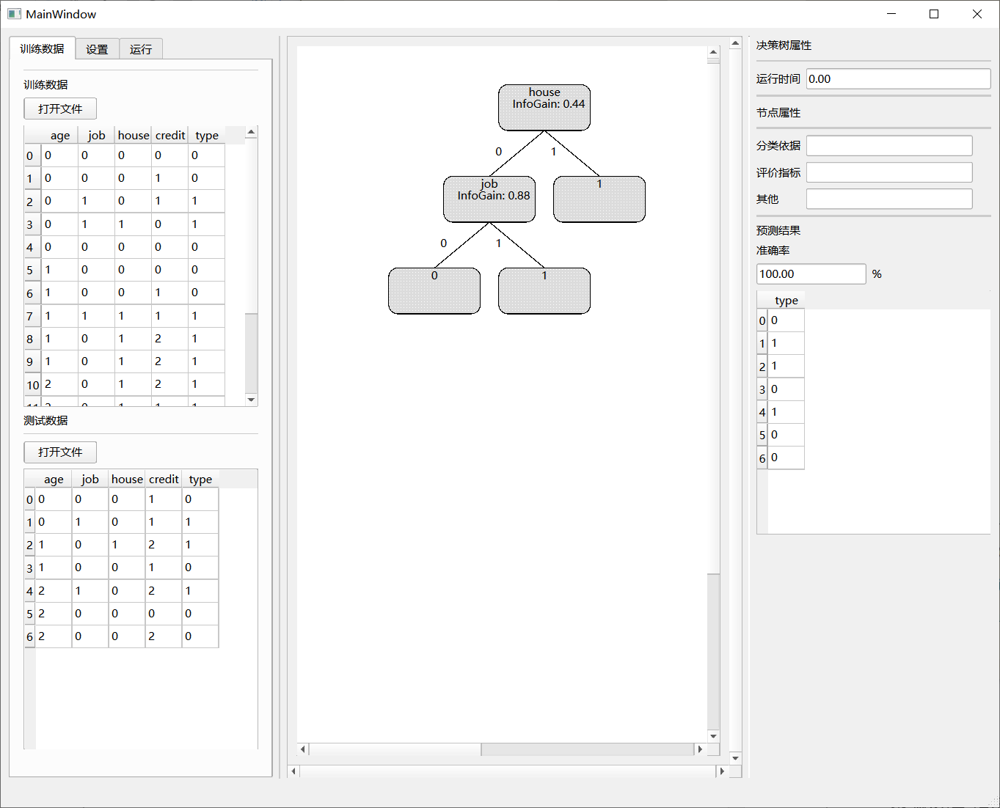 MainWindow
训练数据 设置 运行
训练数据
打开文件
age job house credit type
0 0 0 0 0 0
1 0 0 0 1 0
2 0 1 0 1 1
3 0 1 1 0 1
4 0 0 0 0 0
5 1 0 0 0 0
6 1 0 0 1 0
7 1 1 1 1 1
8 1 0 1 2 1
9 1 0 1 2 1
10 2 0 1 2 1
11 2 0 1 1 1
测试数据
打开文件
age job house credit type
0 0 0 0 1 0
1 0 1 0 1 1
2 1 0 1 2 1
3 1 0 0 1 0
4 2 1 0 2 1
5 2 0 0 0 0
6 2 0 0 2 0
house
InfoGain: 0.44
0 1
job
InfoGain: 0.88
1
0 1
0
1
决策树属性
运行时间 0.00
节点属性
分类依据
评价指标
其他
预测结果
准确率
100.00 %
type
0 0
1 1
2 1
3 0
4 1
5 0
6 0